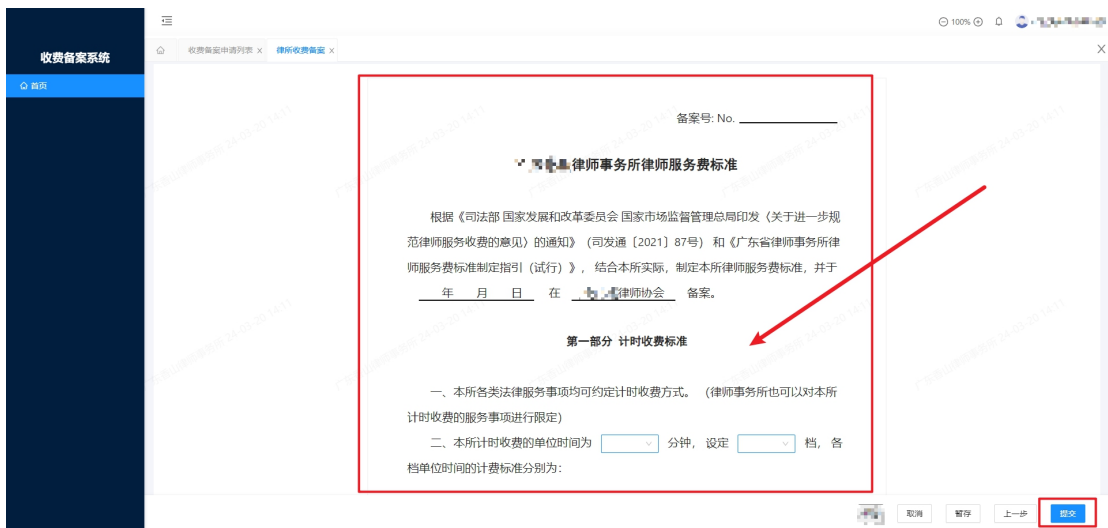 100%
收费备案系统
收费备案申请列表 x 律所收费备案 x
首页
备案号: No.
律师事务所律师服务费标准
根据《司法部 国家发展和改革委员会 国家市场监督管理总局印发〈关于进一步规
范律师服务收费的意见〉的通知》（司发通〔2021〕87号） 和《广东省律师事务所律
师服务费标准制定指引（试行）》， 结合本所实际，制定本所律师服务费标准，并于
年 月 日 在 律师协会 备案。
第一部分 计时收费标准
一、本所各类法律服务事项均可约定计时收费方式。 （律师事务所也可以对本所
计时收费的服务事项进行限定）
二、本所计时收费的单位时间为 分钟， 设定 档， 各
档单位时间的计费标准分别为：
取消 暂存 上一步 提交